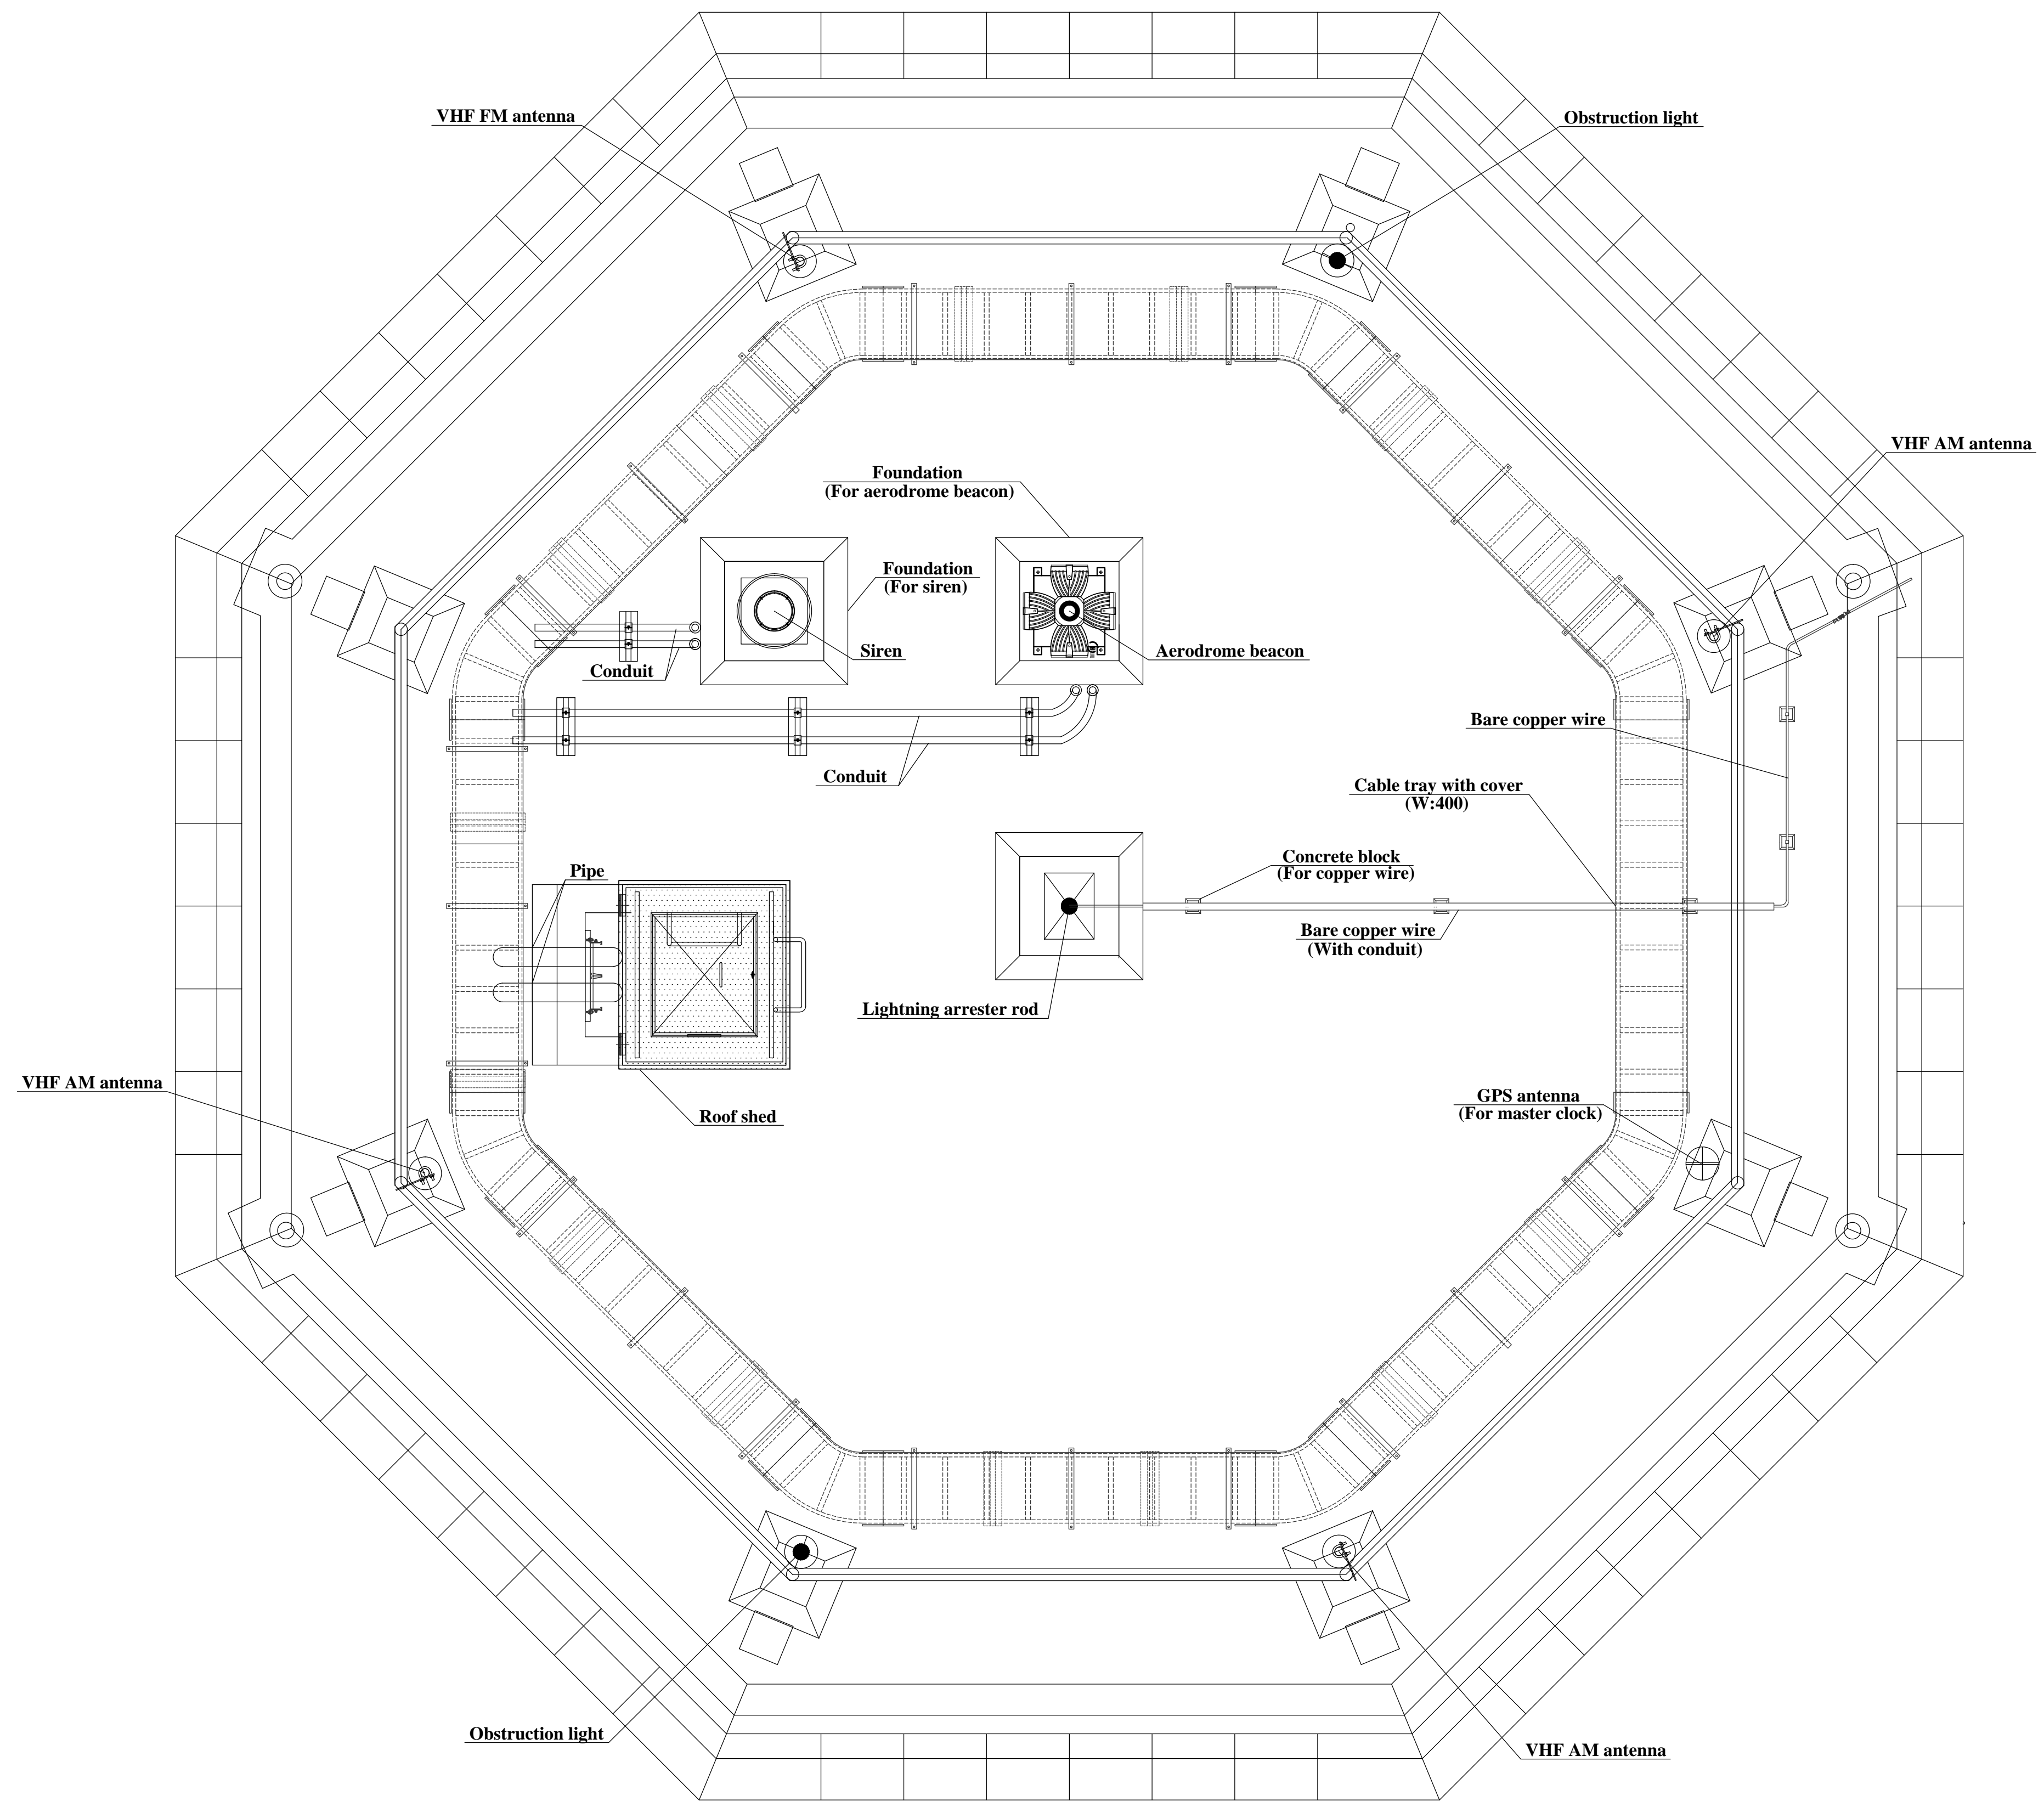 VHF FM antenna
Obstruction light
VHF AM antenna
Foundation
(For aerodrome beacon)
Foundation
(For siren)
Siren
Aerodrome beacon
Conduit
Bare copper wire
Conduit
Cable tray with cover
(W:400)
Concrete block
(For copper wire)
Pipe
Bare copper wire
(With conduit)
Lightning arrester rod
VHF AM antenna
GPS antenna
(For master clock)
Roof shed
Obstruction light
VHF AM antenna